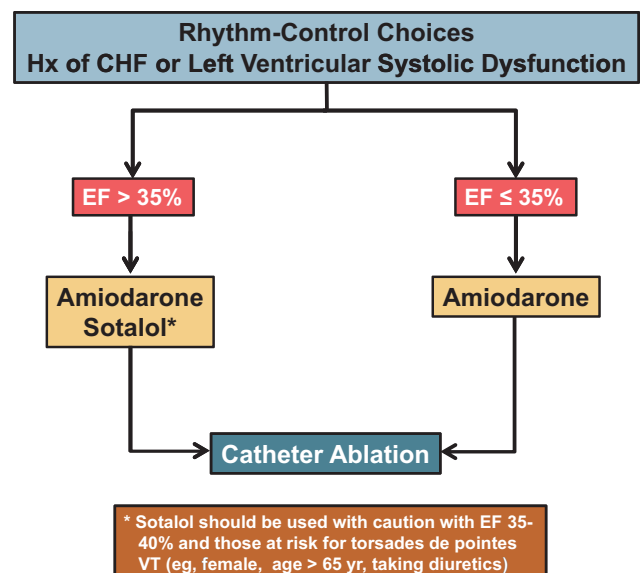 Rhythm-Control Choices
Hx of CHF or Left Ventricular Systolic Dysfunction
EF > 35%
EF ≤ 35%
Amiodarone
Sotalol*
Amiodarone
Catheter Ablation
* Sotalol should be used with caution with EF 35-
40% and those at risk for torsades de pointes
VT (eg, female, age > 65 yr, taking diuretics)